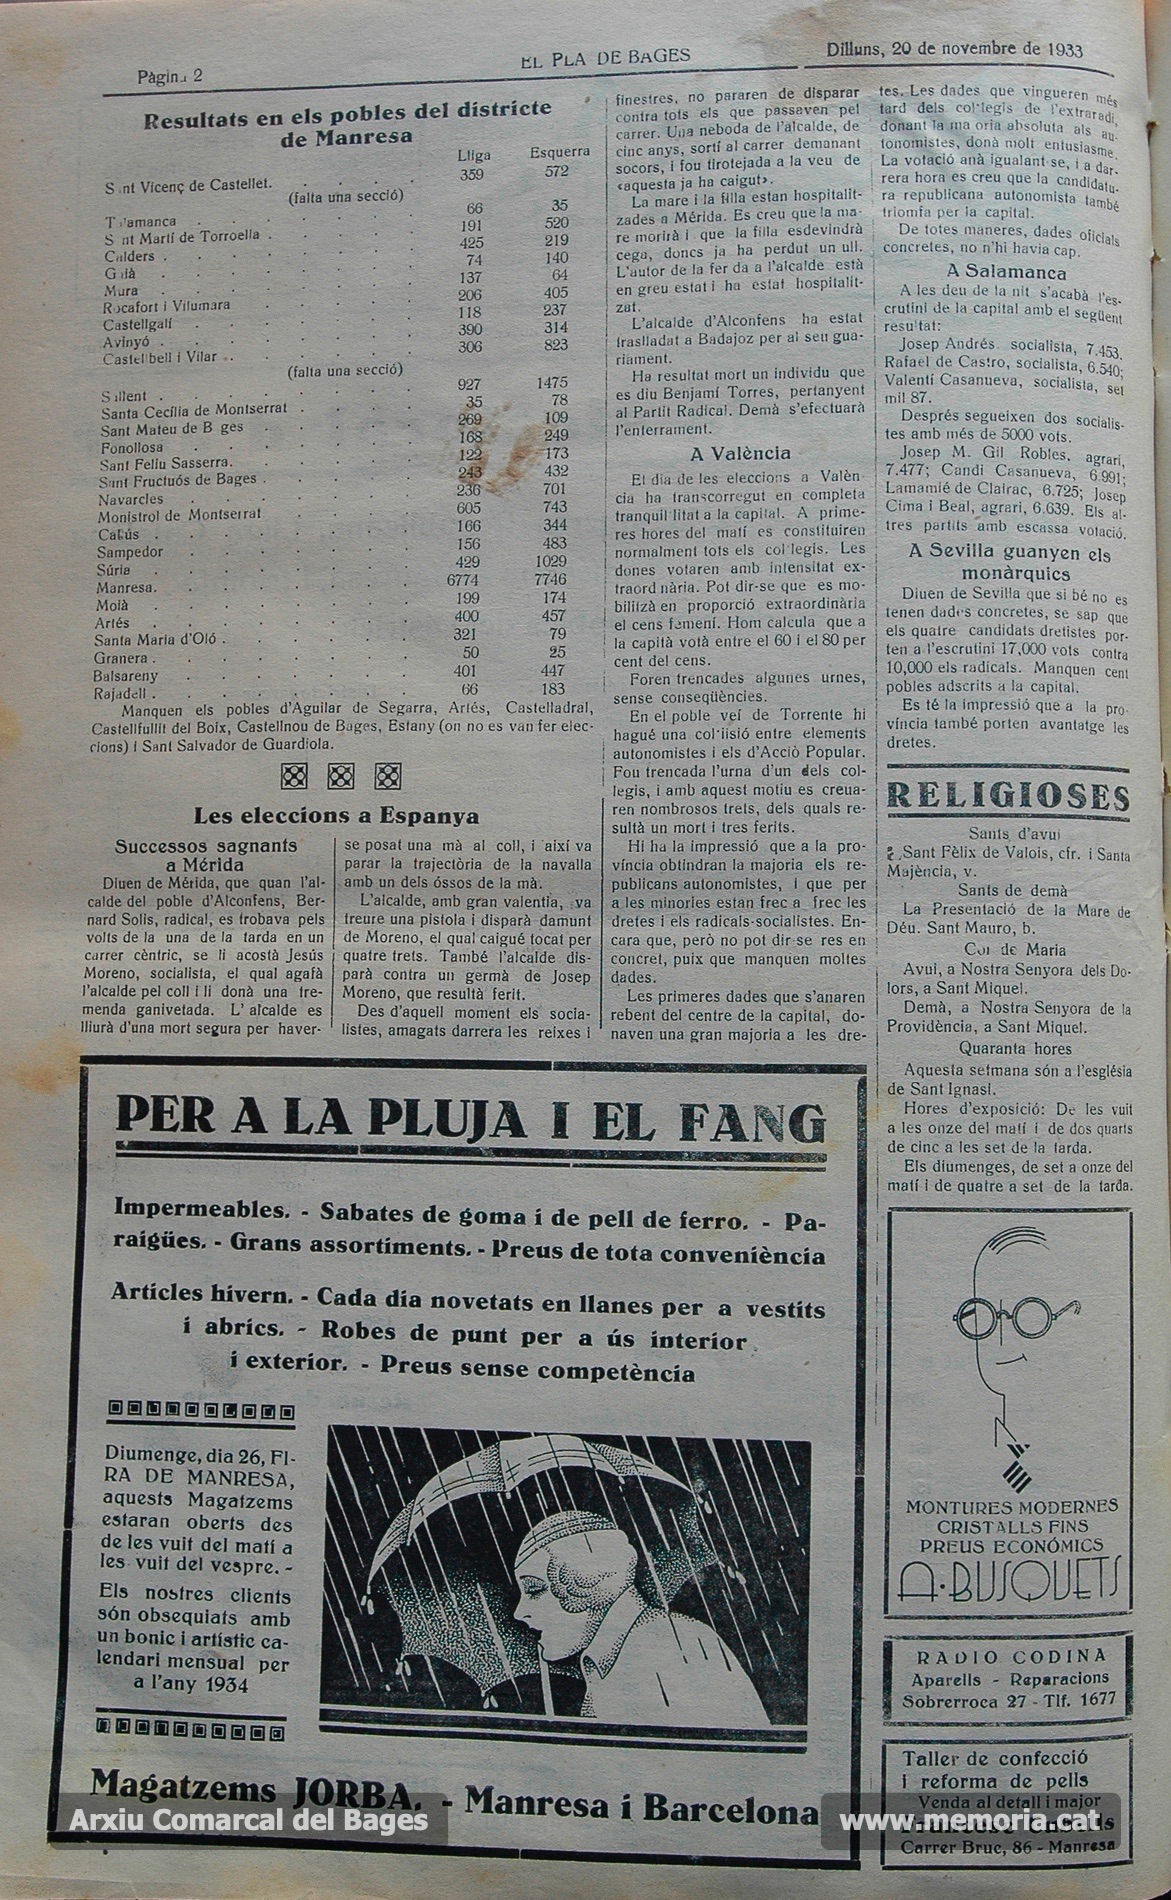 Pàgina 2
EL PLA DE BAGES
Dilluns, 20 de novembre de 1933
Resultats en els pobles del districte
de Manresa
Lliga Esquerra
Sant Vicenç de Castellet. 359 572
(falta una secció)
Talamanca 66 35
Sant Martí de Torroella 191 520
Calders 425 219
Gaià 74 140
Mura 137 64
Rocafort i Vilumara 206 405
Castellgalí 118 237
Avinyó 390 314
Castellbell i Vilar 306 823
(falta una secció)
Sallent 927 1475
Santa Cecília de Montserrat 35 78
Sant Mateu de Bages 269 109
Fonollosa 168 249
Sant Feliu Sasserra. 122 173
Sant Fructuós de Bages 243 432
Navarcles 236 701
Monistrol de Montserrat 605 743
Callús 166 344
Sampedor 156 483
Súria 429 1029
Manresa. 6774 7746
Moià 199 174
Artés 400 457
Santa Maria d'Oló 321 79
Granera 50 25
Balsareny 401 447
Rajadell 66 183
Manquen els pobles d'Aguilar de Segarra, Artés, Castelladral,
Castellfullit del Boix, Castellnou de Bages, Estany (on no es van fer elec-
cions) i Sant Salvador de Guardiola.
Les eleccions a Espanya
Successos sagnants
a Mérida
Diuen de Mérida, que quan l'al-
calde del poble d'Alconfens, Ber-
nard Solis, radical, es trobava pels
volts de la una de la tarda en un
carrer cèntric, se li acostà Jesús
Moreno, socialista, el qual agafà
l'alcalde pel coll i li donà una tre-
menda ganivetada. L'alcalde es
lliurà d'una mort segura per haver-
se posat una mà al coll, i així va
parar la trajectòria de la navalla
amb un dels óssos de la mà.
L'alcalde, amb gran valentia, va
treure una pistola i disparà damunt
de Moreno, el qual caigué tocat per
quatre trets. També l'alcalde dis-
parà contra un germà de Josep
Moreno, que resultà ferit.
Des d'aquell moment els socia-
listes, amagats darrera les reixes i
finestres, no pararen de disparar
contra tots els que passaven pel
carrer. Una neboda de l'alcalde, de
cinc anys, sortí al carrer demanant
socors, i fou tirotejada a la veu de
«aquesta ja ha caigut».
La mare i la filla estan hospitalit-
zades a Mérida. Es creu que la ma-
re morirà i que la filla esdevindrà
cega, doncs ja ha perdut un ull.
L'autor de la ferida a l'alcalde està
en greu estat i ha estat hospitalit-
zat.
L'alcalde d'Alconfens ha estat
traslladat a Badajoz per al seu gua-
riament.
Ha resultat mort un individu que
es diu Benjamí Torres, pertanyent
al Partit Radical. Demà s'efectuarà
l'enterrament.
A València
El dia de les eleccions a Valèn-
cia ha transcorregut en completa
tranquil·litat a la capital. A prime-
res hores del matí es constituiren
normalment tots els col·legis. Les
dones votaren amb intensitat ex-
traordinària. Pot dir-se que es mo-
bilitzà en proporció extraordinària
el cens femení. Hom calcula que a
la capità votà entre el 60 i el 80 per
cent del cens.
Foren trencades algunes urnes,
sense conseqüències.
En el poble veí de Torrente hi
hagué una col·lisió entre elements
autonomistes i els d'Acció Popular.
Fou trencada l'urna d'un dels col-
legis, i amb aquest motiu es creua-
ren nombrosos trets, dels quals re-
sultà un mort i tres ferits.
Hi ha la impressió que a la pro-
víncia obtindran la majoria els re-
publicans autonomistes, i que per
a les minories estan frec a frec les
dretes i els radicals-socialistes. En-
cara que, però no pot dir-se res en
concret, puix que manquen moltes
dades.
Les primeres dades que s'anaren
rebent del centre de la capital, do-
naven una gran majoria a les dre-
tes. Les dades que vingueren més
tard dels col·legis de l'extraradi,
donant la majoria absoluta als au-
tonomistes, donà molt entusiasme.
La votació anà igualant-se, i a dar-
rera hora es creu que la candidatu-
ra republicana autonomista també
triomfa per la capital.
De totes maneres, dades oficials
concretes, no n'hi havia cap.
A Salamanca
A les deu de la nit s'acabà l'es-
crutini de la capital amb el següent
resultat:
Josep Andrés socialista, 7.453,
Rafael de Castro, socialista, 6.540;
Valentí Casanueva, socialista, set
mil 87.
Després segueixen dos socialis-
tes amb més de 5000 vots.
Josep M. Gil Robles, agrari,
7.477; Candi Casanueva, 6.991;
Lamamié de Clairac, 6.725; Josep
Cima i Beal, agrari, 6.639. Els al-
tres partits amb escassa votació.
A Sevilla guanyen els
monàrquics
Diuen de Sevilla que si bé no es
tenen dades concretes, se sap que
els quatre candidats dretistes por-
ten a l'escrutini 17,000 vots contra
10,000 els radicals. Manquen cent
pobles adscrits a la capital.
Es té la impressió que a la pro-
víncia també porten avantatge les
dretes.
RELIGIOSES
Sants d'avui
Sant Fèlix de Valois, cfr. i Santa
Majència, v.
Sants de demà
La Presentació de la Mare de
Déu. Sant Mauro, b.
Cor de Maria
Avui, a Nostra Senyora dels Do-
lors, a Sant Miquel.
Demà, a Nostra Senyora de la
Providència, a Sant Miquel.
Quaranta hores
Aquesta setmana són a l'església
de Sant Ignasi.
Hores d'exposició: De les vuit
a les onze del matí i de dos quarts
de cinc a les set de la tarda.
Els diumenges, de set a onze del
matí i de quatre a set de la tarda.
PER A LA PLUJA I EL FANG
Impermeables. - Sabates de goma i de pell de ferro. - Pa-
raigües. - Grans assortiments. - Preus de tota conveniència
Articles hivern. - Cada dia novetats en llanes per a vestits
i abrics. - Robes de punt per a ús interior
i exterior. - Preus sense competència
Diumenge, dia 26, FI-
RA DE MANRESA,
aquests Magatzems
estaran oberts des
de les vuit del matí a
les vuit del vespre. -
Els nostres clients
són obsequiats amb
un bonic i artístic ca-
lendari mensual per
a l'any 1934
Magatzems JORBA. - Manresa i Barcelona
MONTURES MODERNES
CRISTALLS FINS
PREUS ECONÓMICS
A·BUSQUETS
RADIO CODINA
Aparells - Reparacions
Sobrerroca 27 - Tlf. 1677
Taller de confecció
i reforma de pells
Venda al detall i major
Carrer Bruc, 86 - Manresa
Arxiu Comarcal del Bages
www.memoria.cat